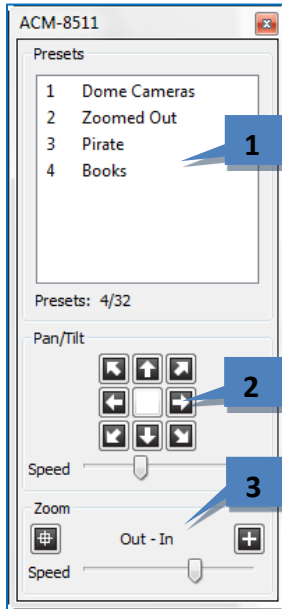 ACM-8511
Presets
1 Dome Cameras
2 Zoomed Out
3 Pirate
4 Books
1
Presets: 4/32
Pan/Tilt
2
Speed
3
Zoom
Out - In
Speed